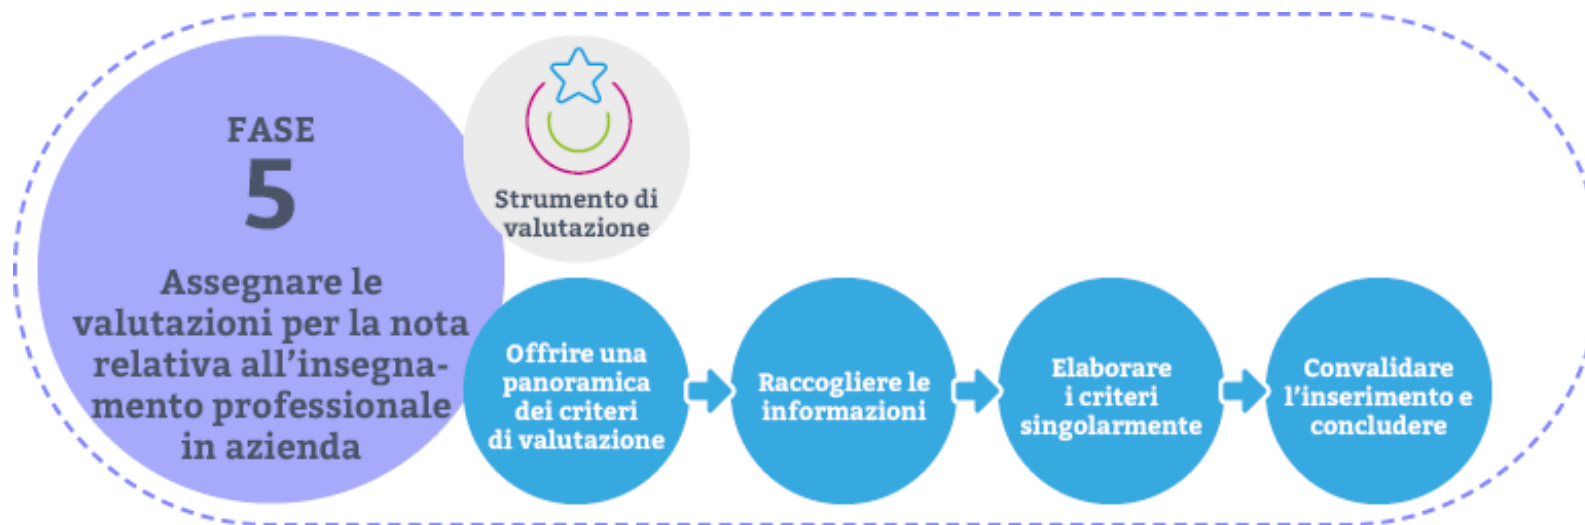 FASE
5
Assegnare le
valutazioni per la nota
relativa all'insegna-
mento professionale
in azienda
Strumento di
valutazione
Offrire una
panoramica
dei criteri
di valutazione
Raccogliere le
informazioni
Elaborare
i criteri
singolarmente
Convalidare
l'inserimento e
concludere